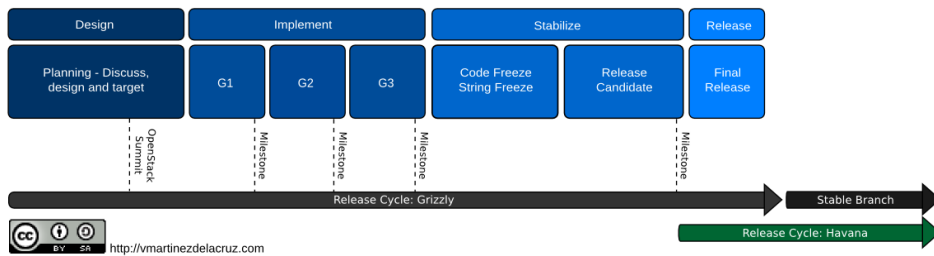 Design
Implement
Stabilize
Release
Planning - Discuss,
design and target
G1
G2
G3
Code Freeze
String Freeze
Release
Candidate
Final
Release
OpenStack
Summit
Milestone
Milestone
Milestone
Milestone
Release Cycle: Grizzly
Stable Branch
Release Cycle: Havana
cc
BY SA
http://vmartinezdelacruz.com